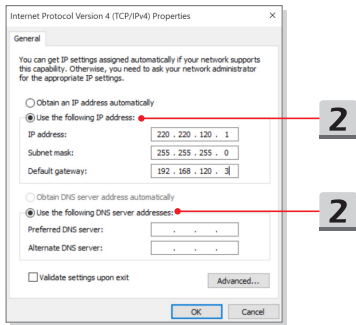 Internet Protocol Version 4 (TCP/IPv4) Properties
General
You can get IP settings assigned automatically if your network supports
this capability. Otherwise, you need to ask your network administrator
for the appropriate IP settings.
Obtain an IP address automatically
Use the following IP address:
2
IP address: 220 . 220 . 120 . 1
Subnet mask: 255 . 255 . 255 . 0
Default gateway: 192 . 168 . 120 . 3
Obtain DNS server address automatically
Use the following DNS server addresses:
2
Preferred DNS server: . . .
Alternate DNS server: . . .
Validate settings upon exit
Advanced...
OK Cancel